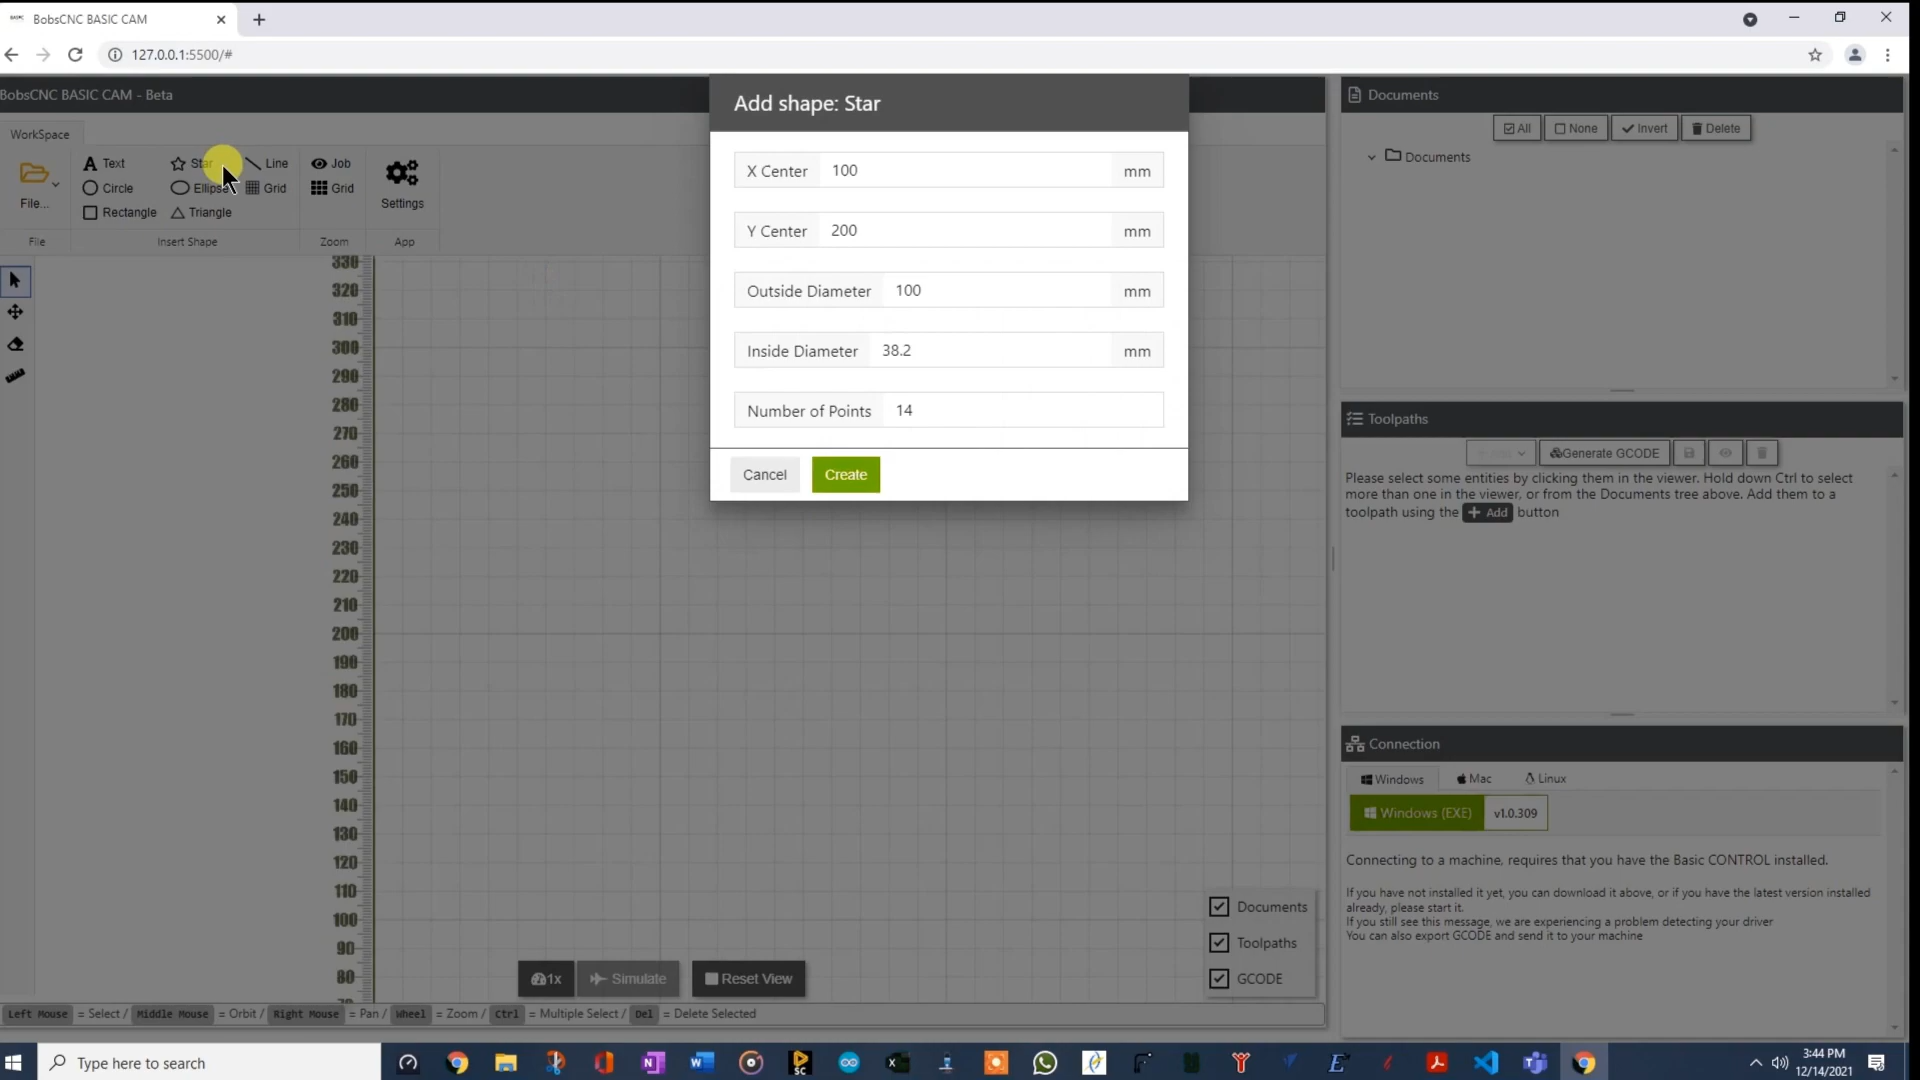 BobsCNC BASIC CAM
127.0.0.1:5500/#
BobsCNC BASIC CAM - Beta
WorkSpace
File...
Text
Star
Line
Circle
Ellipse
Grid
Rectangle
Triangle
Job
Grid
Settings
File
Insert Shape
Zoom
App
330
320
310
300
290
280
270
260
250
240
230
220
210
200
190
180
170
160
150
140
130
120
110
100
90
80
Add shape: Star
X Center 100 mm
Y Center 200 mm
Outside Diameter 100 mm
Inside Diameter 38.2 mm
Number of Points 14
Cancel Create
Documents
All None Invert Delete
Documents
Toolpaths
Generate GCODE
Please select some entities by clicking them in the viewer. Hold down Ctrl to select
more than one in the viewer, or from the Documents tree above. Add them to a
toolpath using the + Add button
Connection
Windows Mac Linux
Windows (EXE) v1.0.309
Connecting to a machine, requires that you have the Basic CONTROL installed.
If you have not installed it yet, you can download it above, or if you have the latest version installed
already, please start it.
If you still see this message, we are experiencing a problem detecting your driver
You can also export GCODE and send it to your machine
Documents
Toolpaths
GCODE
1x Simulate Reset View
Left Mouse = Select / Middle Mouse = Orbit / Right Mouse = Pan / Wheel = Zoom / Ctrl = Multiple Select / Del = Delete Selected
Type here to search
3:44 PM
12/14/2021